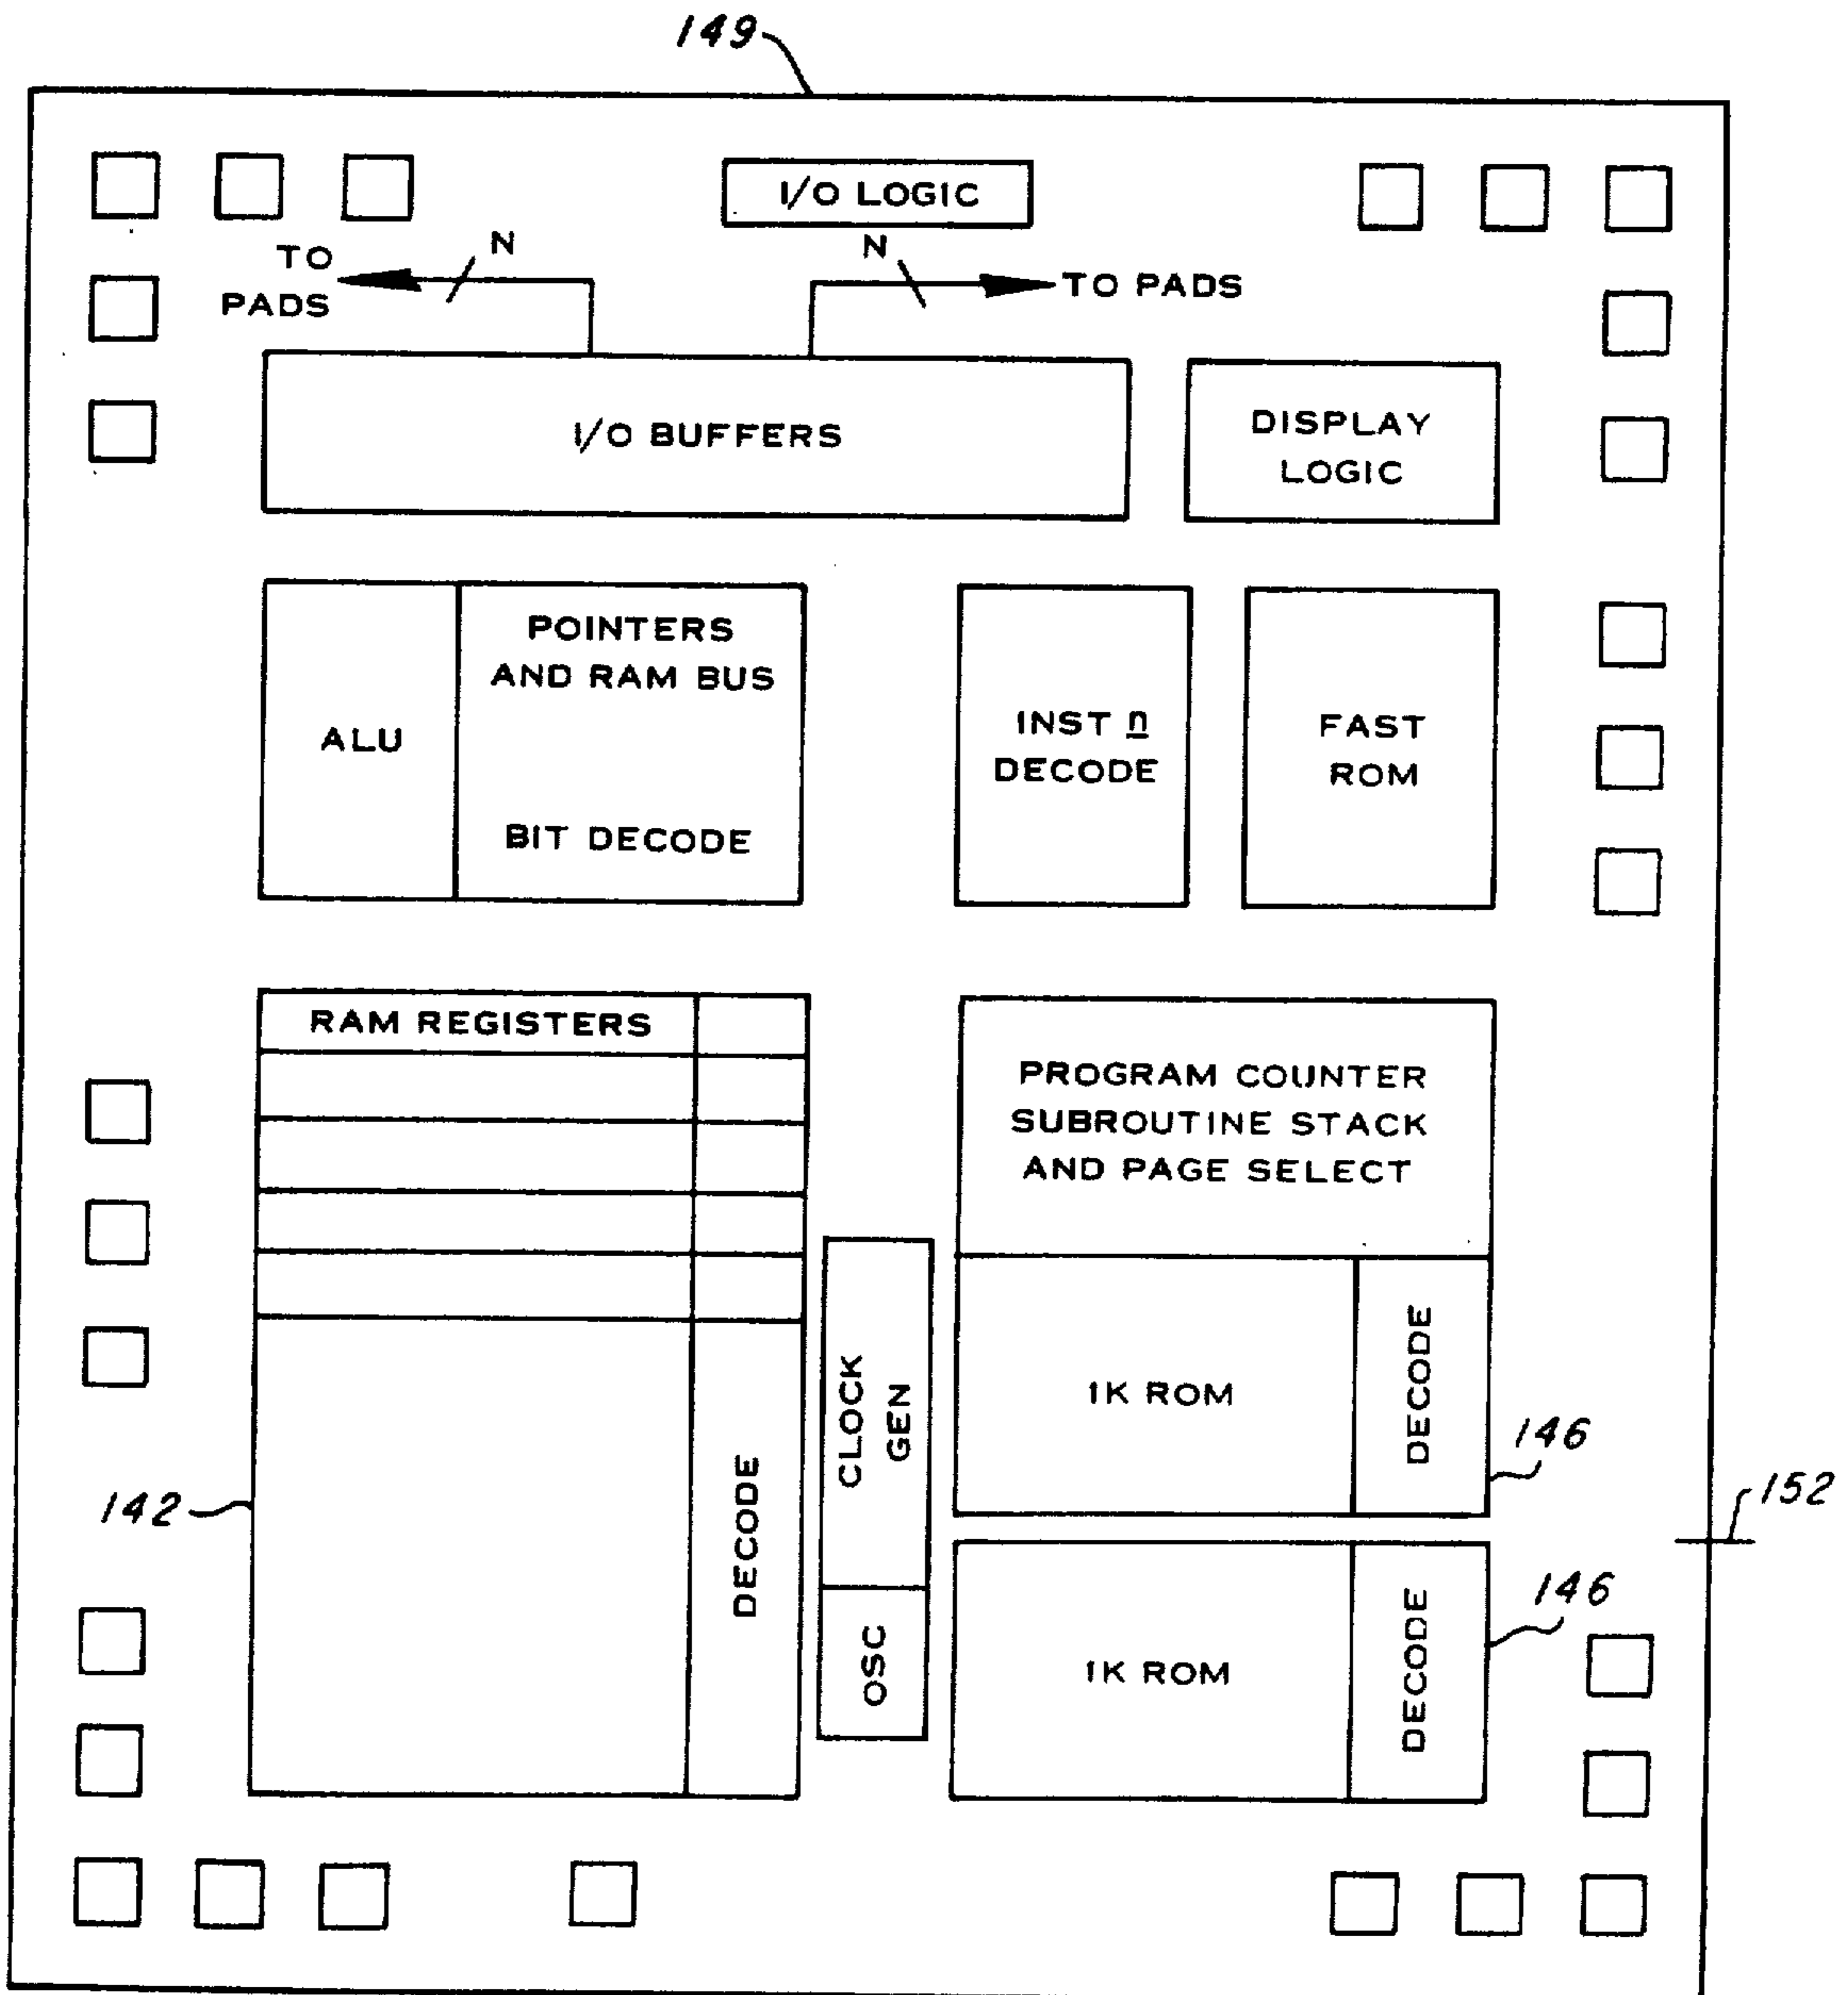 149
I/O LOGIC
N
N
TO
PADS
TO PADS
I/O BUFFERS
DISPLAY
LOGIC
ALU
POINTERS
AND RAM BUS
BIT DECODE
INST n
DECODE
FAST
ROM
RAM REGISTERS
DECODE
142
CLOCK
GEN
OSC
PROGRAM COUNTER
SUBROUTINE STACK
AND PAGE SELECT
1K ROM
DECODE
146
152
1K ROM
DECODE
146